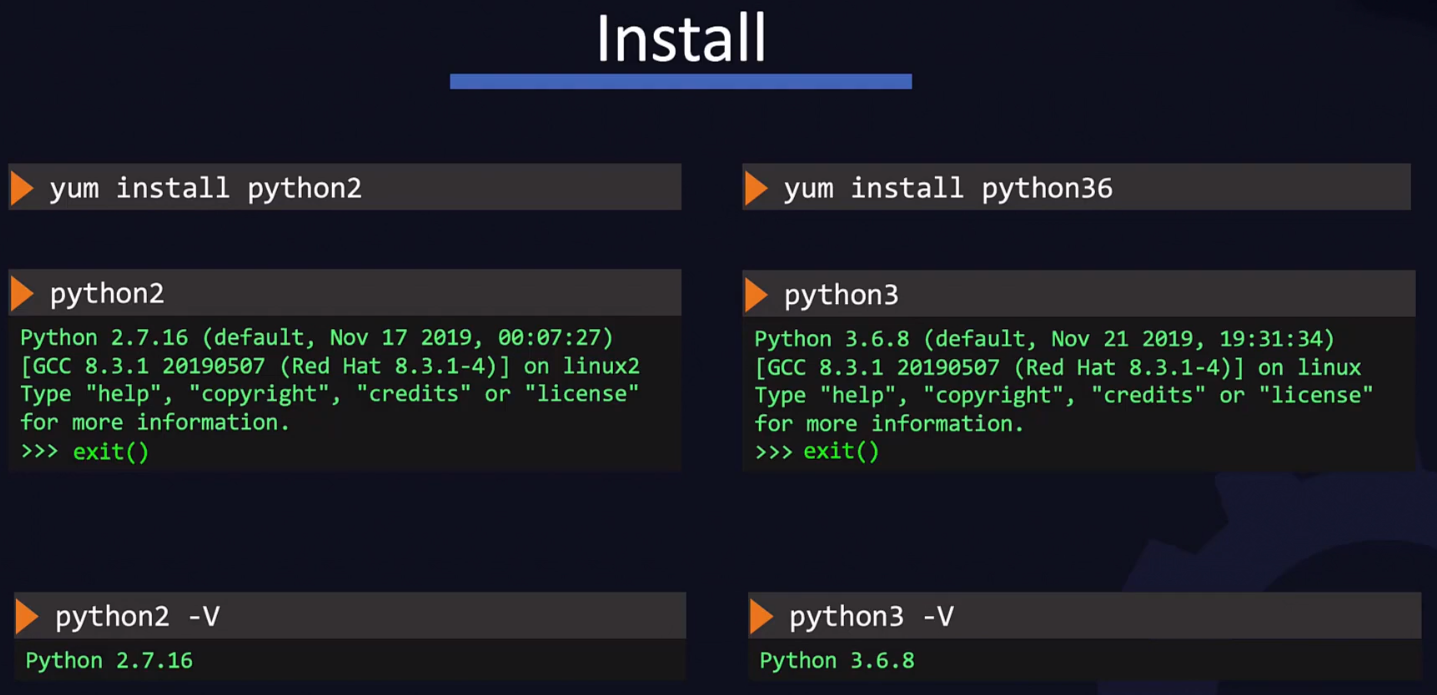 Install
yum install python2
python2
Python 2.7.16 (default, Nov 17 2019, 00:07:27)
[GCC 8.3.1 20190507 (Red Hat 8.3.1-4)] on linux2
Type "help", "copyright", "credits" or "license"
for more information.
>>> exit()
python2 -V
Python 2.7.16
yum install python36
python3
Python 3.6.8 (default, Nov 21 2019, 19:31:34)
[GCC 8.3.1 20190507 (Red Hat 8.3.1-4)] on linux
Type "help", "copyright", "credits" or "license"
for more information.
>>> exit()
python3 -V
Python 3.6.8